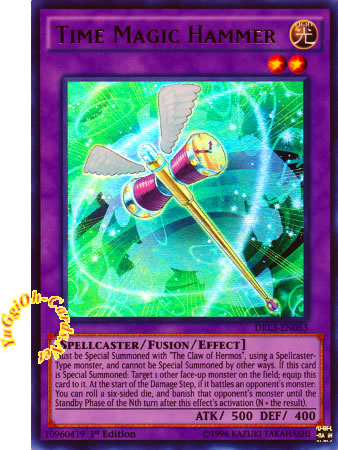 TIME MAGIC HAMMER
LIGHT
光
DRL3-EN063
[SPELLCASTER/FUSION/EFFECT]
Must be Special Summoned with "The Claw of Hermos", using a Spellcaster-
Type monster, and cannot be Special Summoned by other ways. If this card
is Special Summoned: Target 1 other face-up monster on the field; equip this
card to it. At the start of the Damage Step, if it battles an opponent's monster:
You can roll a six-sided die, and banish that opponent's monster until the
Standby Phase of the Nth turn after this effect's activation (N = the result).
ATK/ 500 DEF/ 400
10960419 1st Edition ©1996 KAZUKI TAKAHASHI